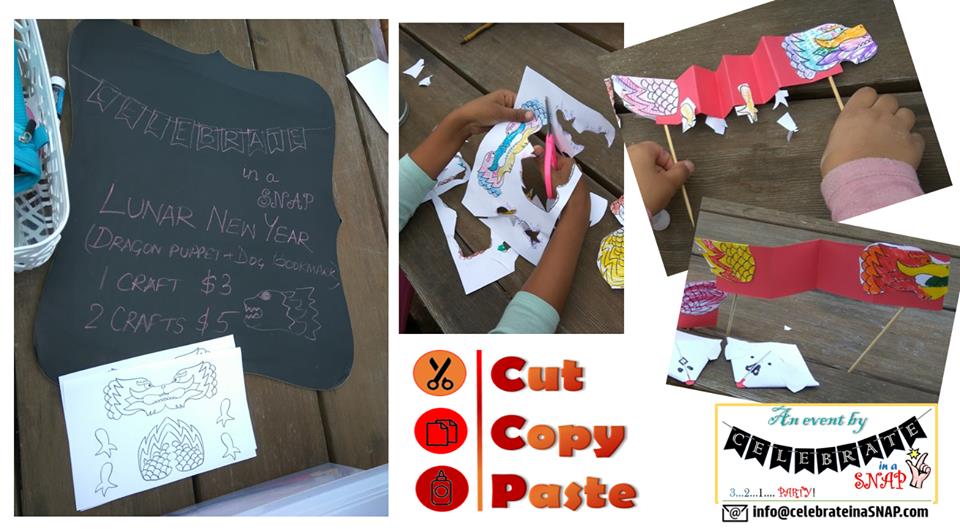 CELEBRATE
in a
SNAP
LUNAR NEW YEAR
(DRAGON PUPPET + DOG BOOKMARK)
1 CRAFT $3
2 CRAFTS $5
Cut
Copy
Paste
An event by
CELEBRATE
in a
SNAP
3...2...1.... PARTY!
info@celebrateinaSNAP.com